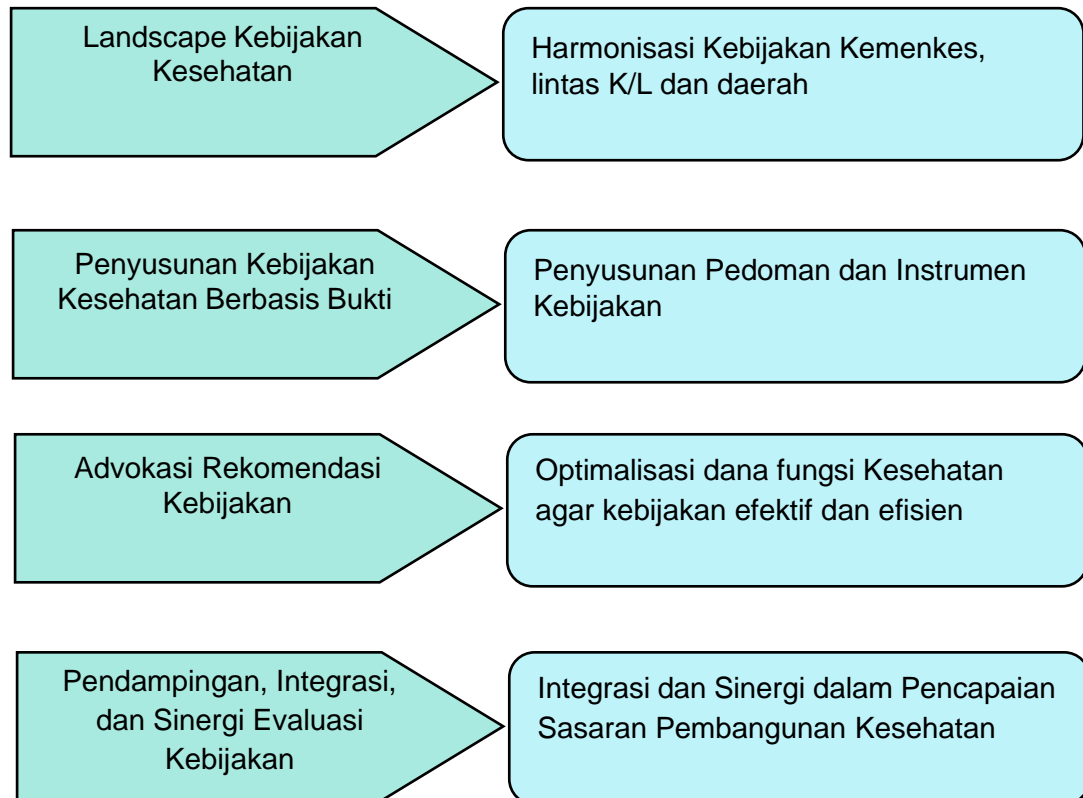 Landscape Kebijakan
Kesehatan
Harmonisasi Kebijakan Kemenkes,
lintas K/L dan daerah
Penyusunan Kebijakan
Kesehatan Berbasis Bukti
Penyusunan Pedoman dan Instrumen
Kebijakan
Advokasi Rekomendasi
Kebijakan
Optimalisasi dana fungsi Kesehatan
agar kebijakan efektif dan efisien
Pendampingan, Integrasi,
dan Sinergi Evaluasi
Kebijakan
Integrasi dan Sinergi dalam Pencapaian
Sasaran Pembangunan Kesehatan